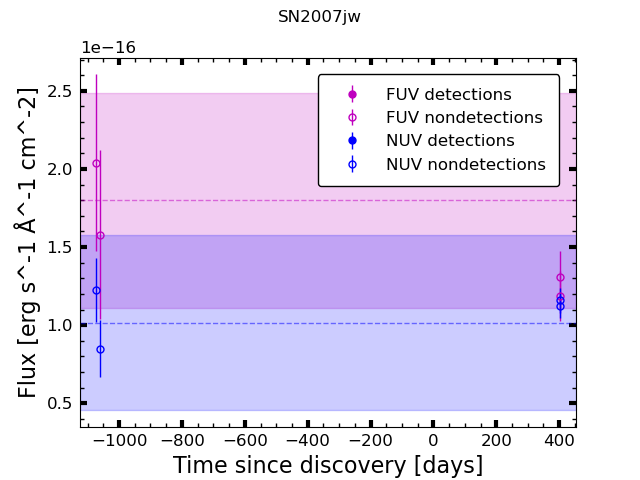 SN2007jw
1e−16
FUV detections
FUV nondetections
NUV detections
NUV nondetections
2.5
2.0
1.5
1.0
0.5
Flux [erg s^-1 Å^-1 cm^-2]
−1000 −800 −600 −400 −200 0 200 400
Time since discovery [days]